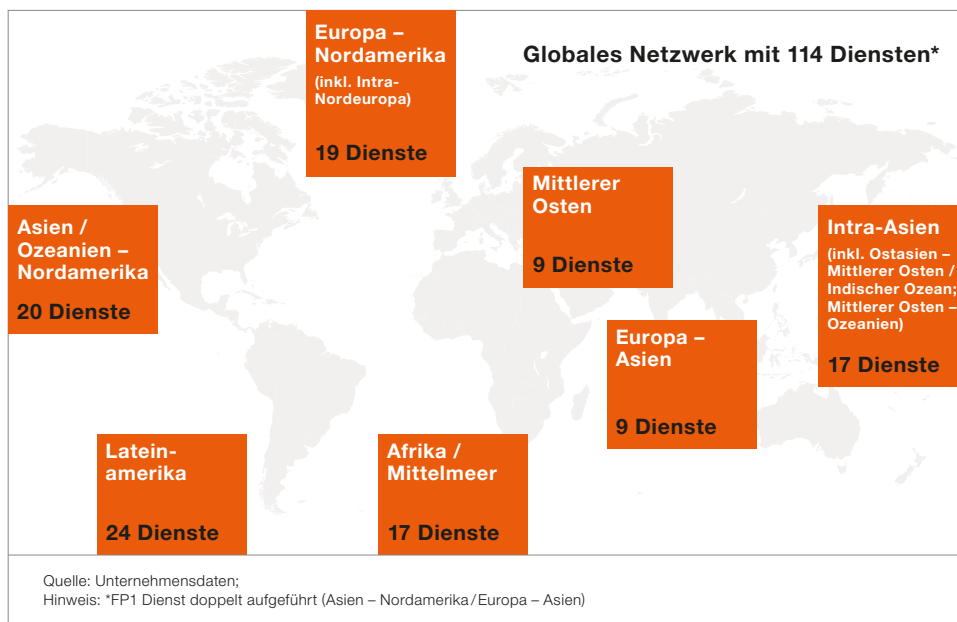 Globales Netzwerk mit 114 Diensten*
Europa –
Nordamerika
(inkl. Intra-
Nordeuropa)
19 Dienste
Mittlerer
Osten
9 Dienste
Asien /
Ozeanien –
Nordamerika
20 Dienste
Intra-Asien
(inkl. Ostasien –
Mittlerer Osten /
Indischer Ozean;
Mittlerer Osten –
Ozeanien)
17 Dienste
Europa –
Asien
9 Dienste
Latein-
amerika
24 Dienste
Afrika /
Mittelmeer
17 Dienste
Quelle: Unternehmensdaten;
Hinweis: *FP1 Dienst doppelt aufgeführt (Asien – Nordamerika/Europa – Asien)